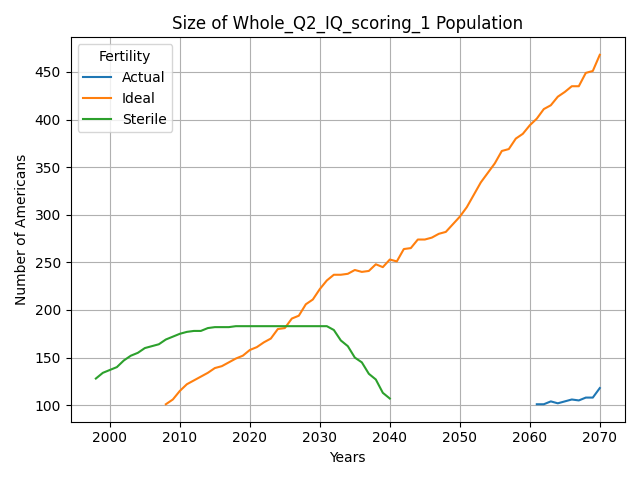 Size of Whole_Q2_IQ_scoring_1 Population
Fertility
Actual
Ideal
Sterile
Number of Americans
450
400
350
300
250
200
150
100
2000 2010 2020 2030 2040 2050 2060 2070
Years